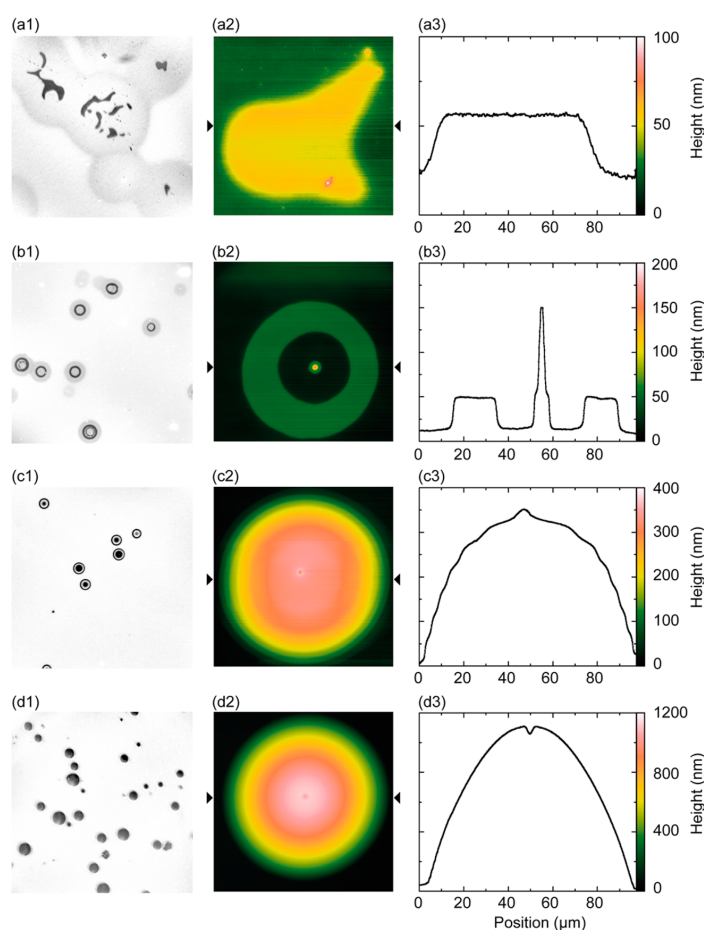 (a1)
(a2)
(a3)
100
50
0
Height (nm)
0 20 40 60 80
(b1)
(b2)
(b3)
200
150
100
50
0
Height (nm)
0 20 40 60 80
(c1)
(c2)
(c3)
400
300
200
100
0
Height (nm)
0 20 40 60 80
(d1)
(d2)
(d3)
1200
800
400
0
Height (nm)
0 20 40 60 80
Position (μm)